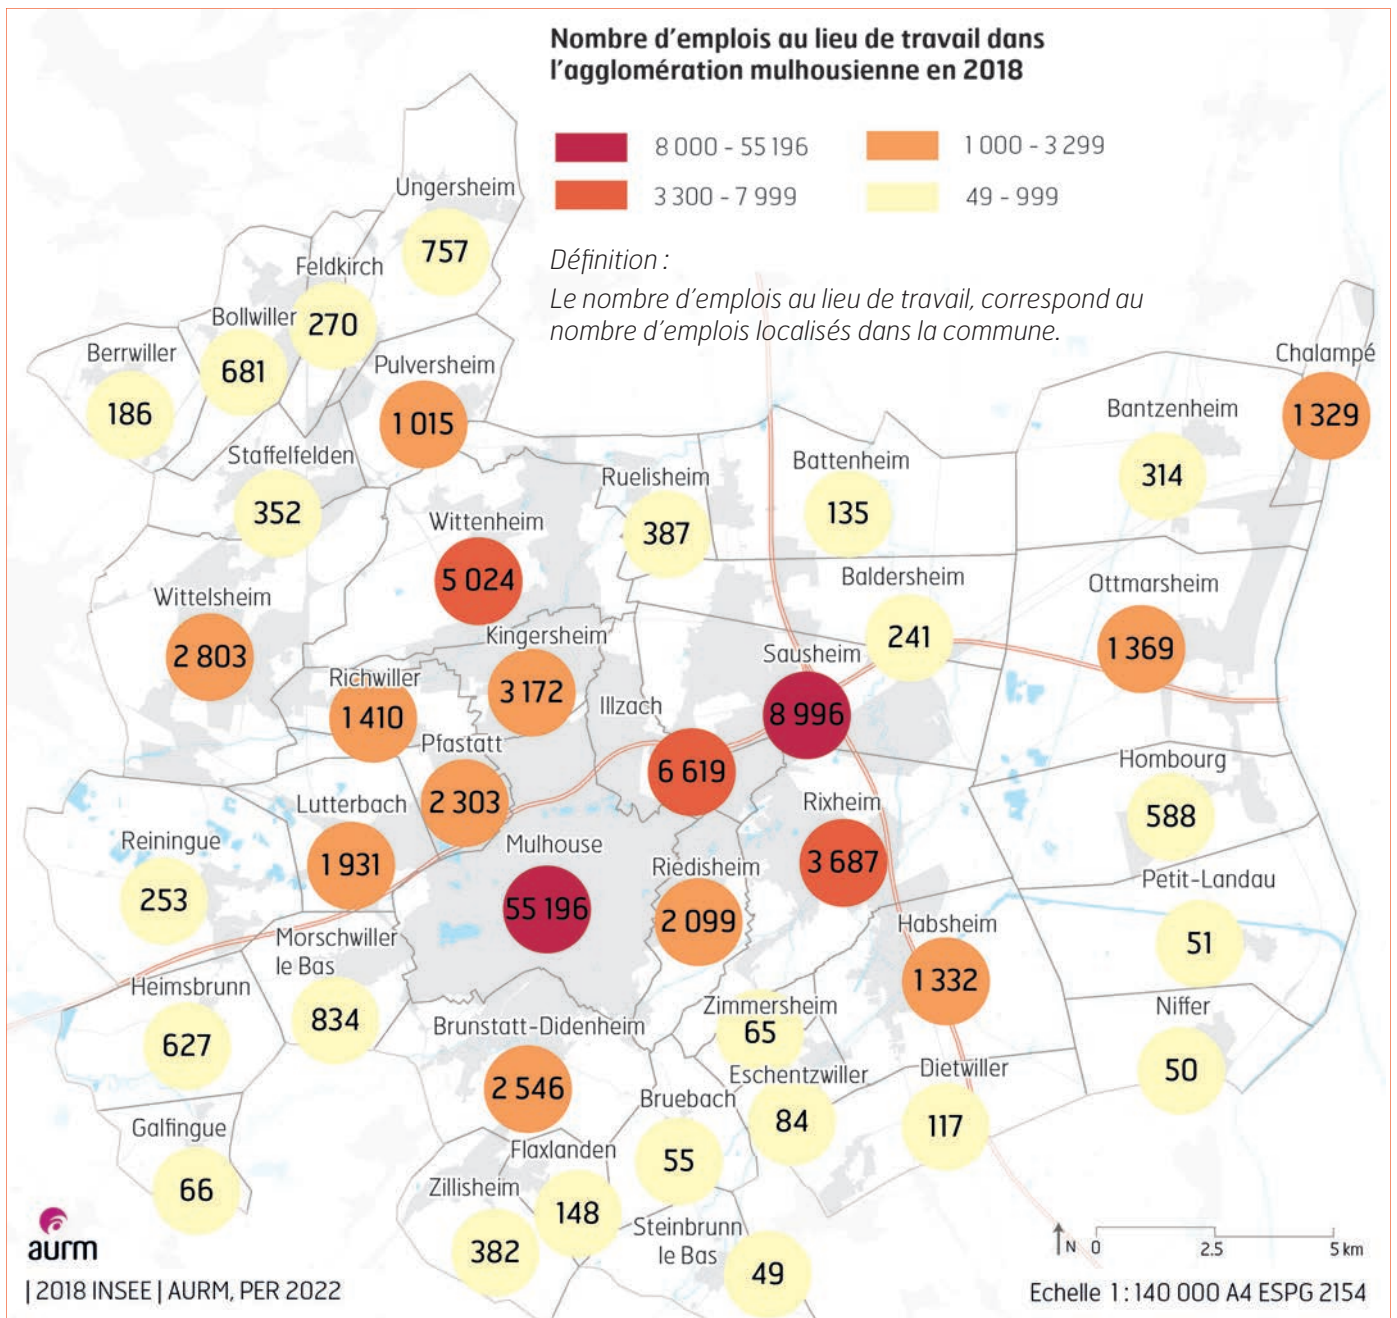 Nombre d'emplois au lieu de travail dans
l'agglomération mulhousienne en 2018
8 000 - 55 196
1 000 - 3 299
3 300 - 7 999
49 - 999
Définition :
Le nombre d'emplois au lieu de travail, correspond au
nombre d'emplois localisés dans la commune.
Ungersheim
757
Feldkirch
270
Bollwiller
681
Berrwiller
186
Pulversheim
1 015
Chalampé
1 329
Bantzenheim
314
Staffelfelden
352
Ruelisheim
387
Battenheim
135
Wittenheim
5 024
Baldersheim
241
Ottmarsheim
1 369
Wittelsheim
2 803
Kingersheim
3 172
Sausheim
8 996
Richwiller
1 410
Illzach
6 619
Pfastatt
2 303
Hombourg
588
Lutterbach
1 931
Rixheim
3 687
Reiningue
253
Mulhouse
55 196
Riedisheim
2 099
Petit-Landau
51
Habsheim
1 332
Morschwiller
le Bas
834
Heimsbrunn
627
Zimmersheim
65
Niffer
50
Brunstatt-Didenheim
2 546
Eschentzwiller
84
Dietwiller
117
Bruebach
55
Galfingue
66
Flaxlanden
148
Zillisheim
382
Steinbrunn
le Bas
49
aurm
| 2018 INSEE | AURM, PER 2022
N 0 2.5 5 km
Echelle 1 : 140 000 A4 ESPG 2154